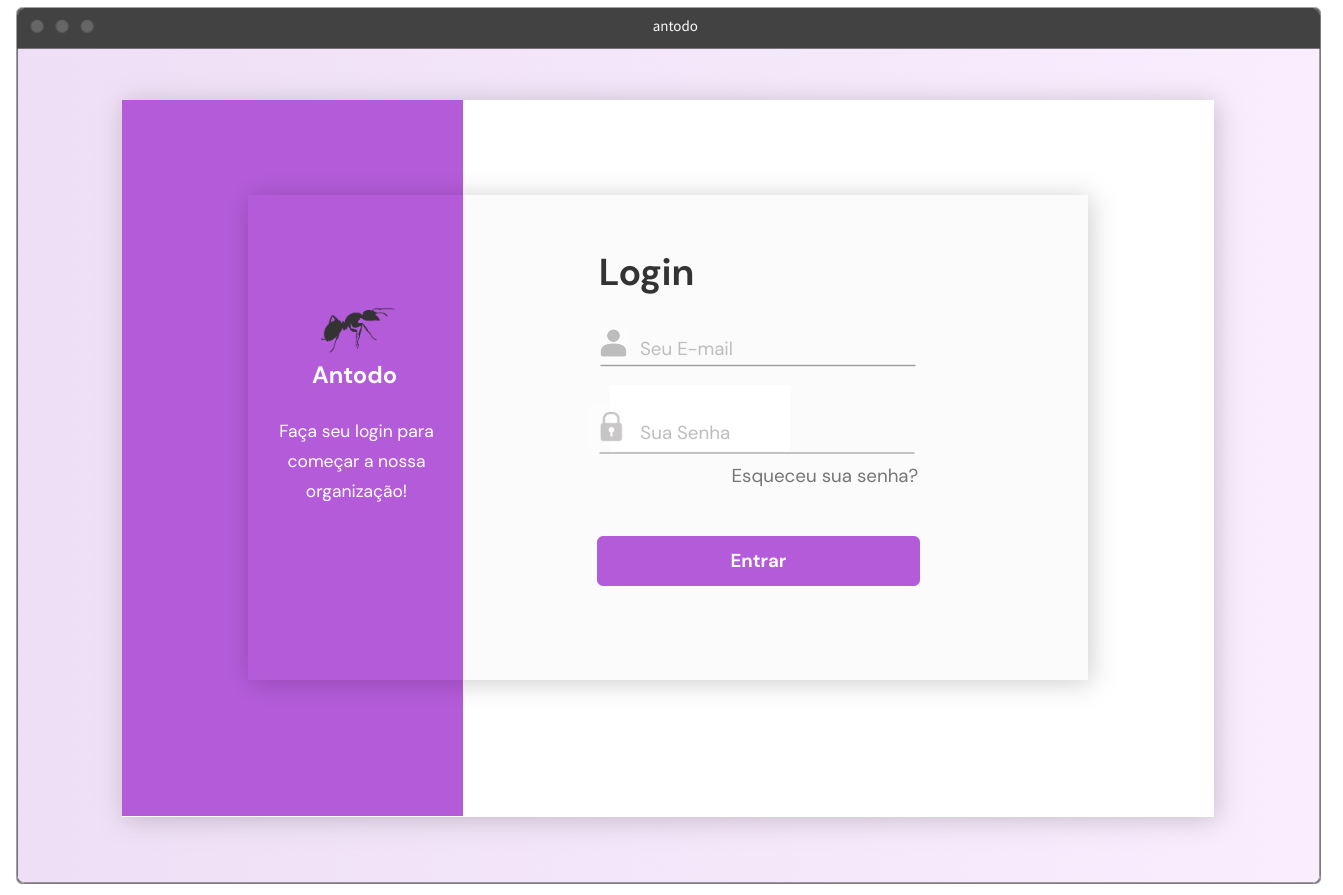 antodo
Antodo
Faça seu login para
começar a nossa
organização!
Login
Seu E-mail
Sua Senha
Esqueceu sua senha?
Entrar